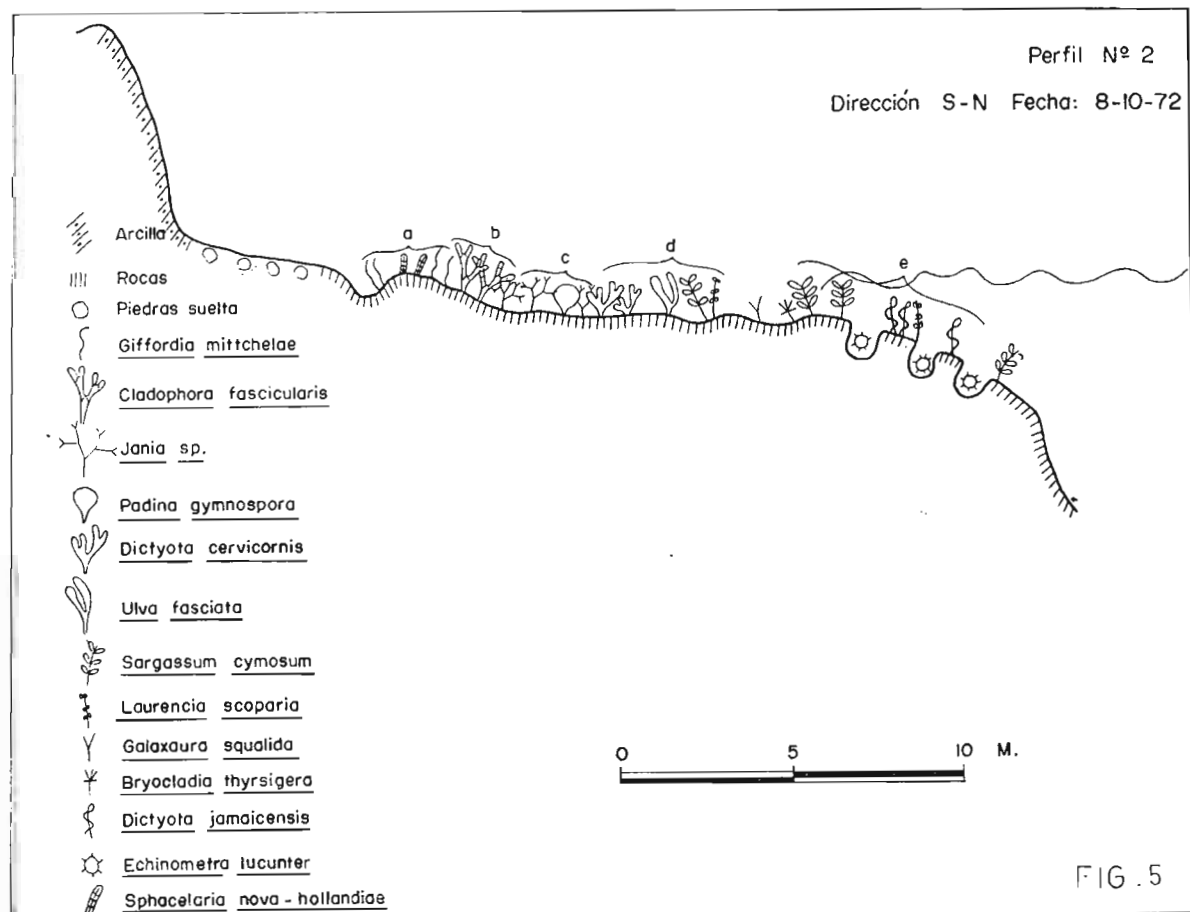 Perfil Nº 2
Dirección S-N Fecha: 8-10-72
a
b
c
d
e
Arcilla
Rocas
Piedras suelta
Giffordia mittchelae
Cladophora fascicularis
Jania sp.
Padina gymnospora
Dictyota cervicornis
Ulva fasciata
Sargassum cymosum
Laurencia scoparia
Galaxaura squalida
Bryocladia thyrsigera
Dictyota jamaicensis
Echinometra lucunter
Sphacelaria nova-hollandiae
0 5 10 M.
FIG.5